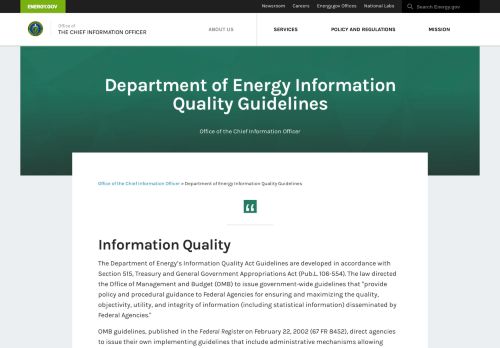 ENERGY.GOV
Newsroom Careers Energy.gov Offices National Labs Search Energy.gov
Office of
THE CHIEF INFORMATION OFFICER
ABOUT US SERVICES POLICY AND REGULATIONS MISSION
Department of Energy Information
Quality Guidelines
Office of the Chief Information Officer
Office of the Chief Information Officer » Department of Energy Information Quality Guidelines
Information Quality
The Department of Energy's Information Quality Act Guidelines are developed in accordance with
Section 515, Treasury and General Government Appropriations Act (Pub.L. 106-554). The law directed
the Office of Management and Budget (OMB) to issue government-wide guidelines that "provide
policy and procedural guidance to Federal Agencies for ensuring and maximizing the quality,
objectivity, utility, and integrity of information (including statistical information) disseminated by
Federal Agencies."
OMB guidelines, published in the Federal Register on February 22, 2002 (67 FR 8452), direct agencies
to issue their own implementing guidelines that include administrative mechanisms allowing